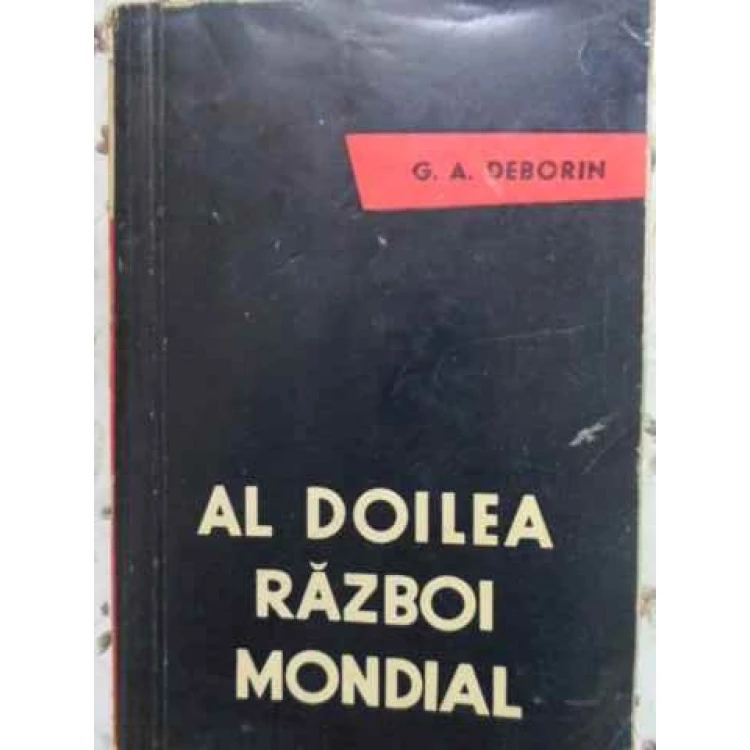 G. A. DEBORIN
AL DOILEA
RĂZBOI
MONDIAL